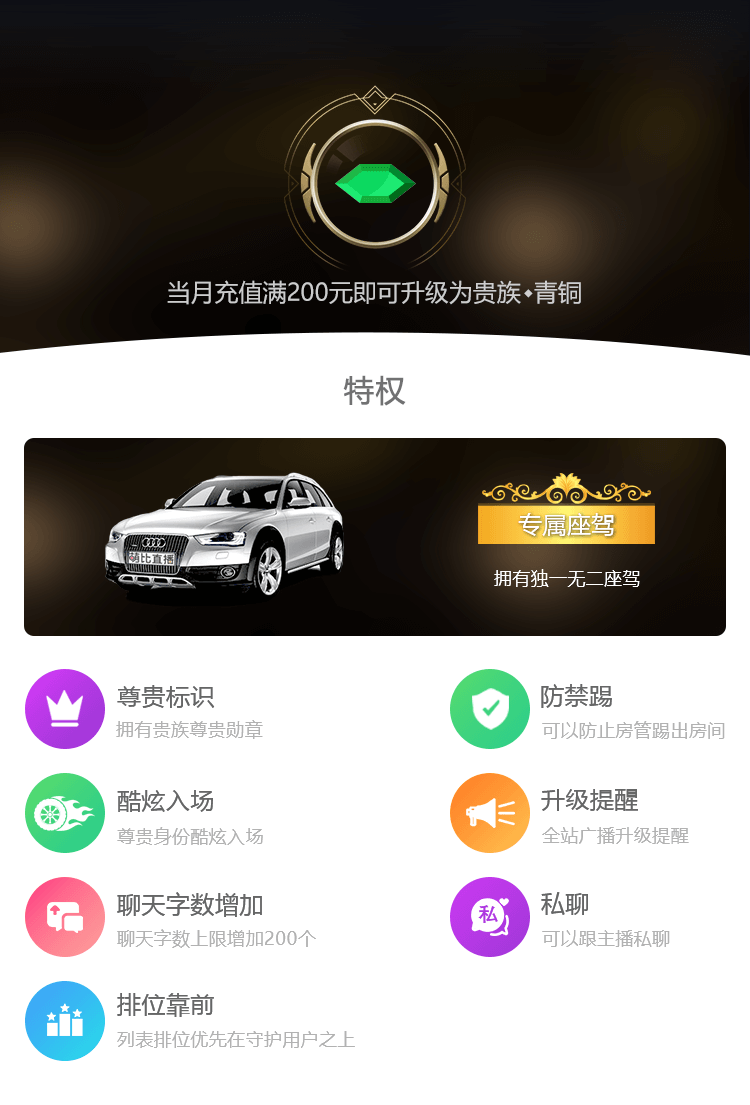 当月充值满200元即可升级为贵族◆青铜
特权
萌比直播
专属座驾
拥有独一无二座驾
尊贵标识
拥有贵族尊贵勋章
防禁踢
可以防止房管踢出房间
酷炫入场
尊贵身份酷炫入场
升级提醒
全站广播升级提醒
聊天字数增加
聊天字数上限增加200个
私
私聊
可以跟主播私聊
排位靠前
列表排位优先在守护用户之上